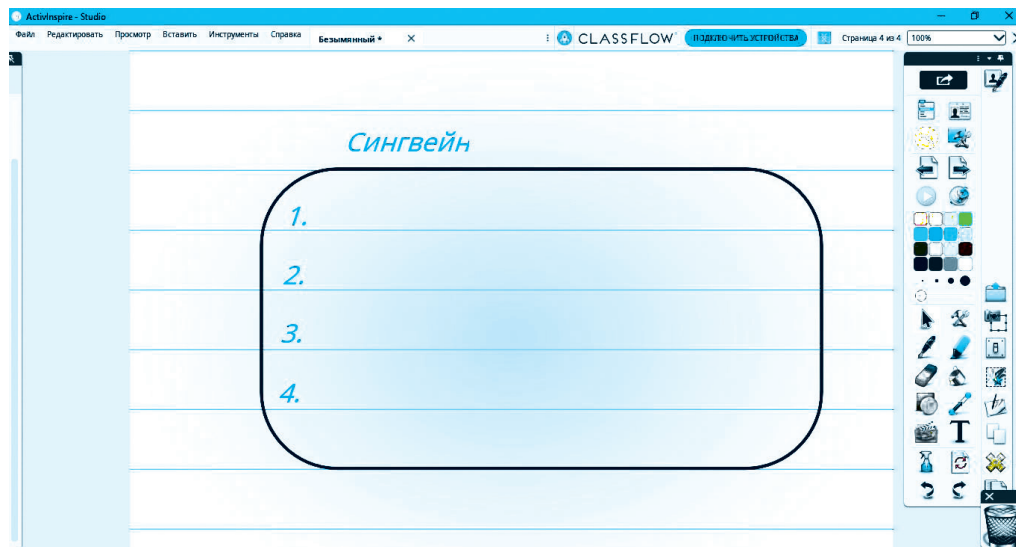 ActivInspire - Studio
Файл Редактировать Просмотр Вставить Инструменты Справка Безымянный * CLASSFLOW ПОДКЛЮЧИТЬ УСТРОЙСТВА Страница 4 из 4 100%
Сингвейн
1.
2.
3.
4.
T